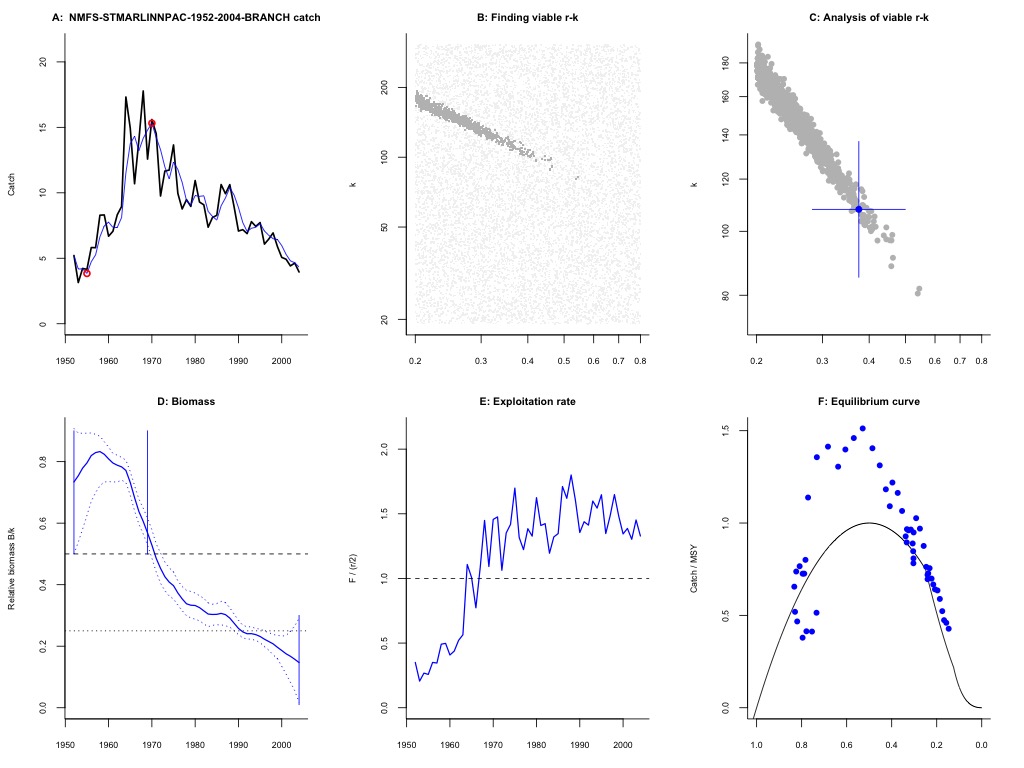 A: NMFS-STMARLINNPAC-1952-2004-BRANCH catch
Catch
0 5 10 15 20
1950 1960 1970 1980 1990 2000
B: Finding viable r-k
k
20 50 100 200
0.2 0.3 0.4 0.5 0.6 0.7 0.8
C: Analysis of viable r-k
k
80 100 120 140 160 180
0.2 0.3 0.4 0.5 0.6 0.7 0.8
D: Biomass
Relative biomass B/k
0.0 0.2 0.4 0.6 0.8
1950 1960 1970 1980 1990 2000
E: Exploitation rate
F / (r/2)
0.0 0.5 1.0 1.5 2.0
1950 1960 1970 1980 1990 2000
F: Equilibrium curve
Catch / MSY
0.0 0.5 1.0 1.5
1.0 0.8 0.6 0.4 0.2 0.0